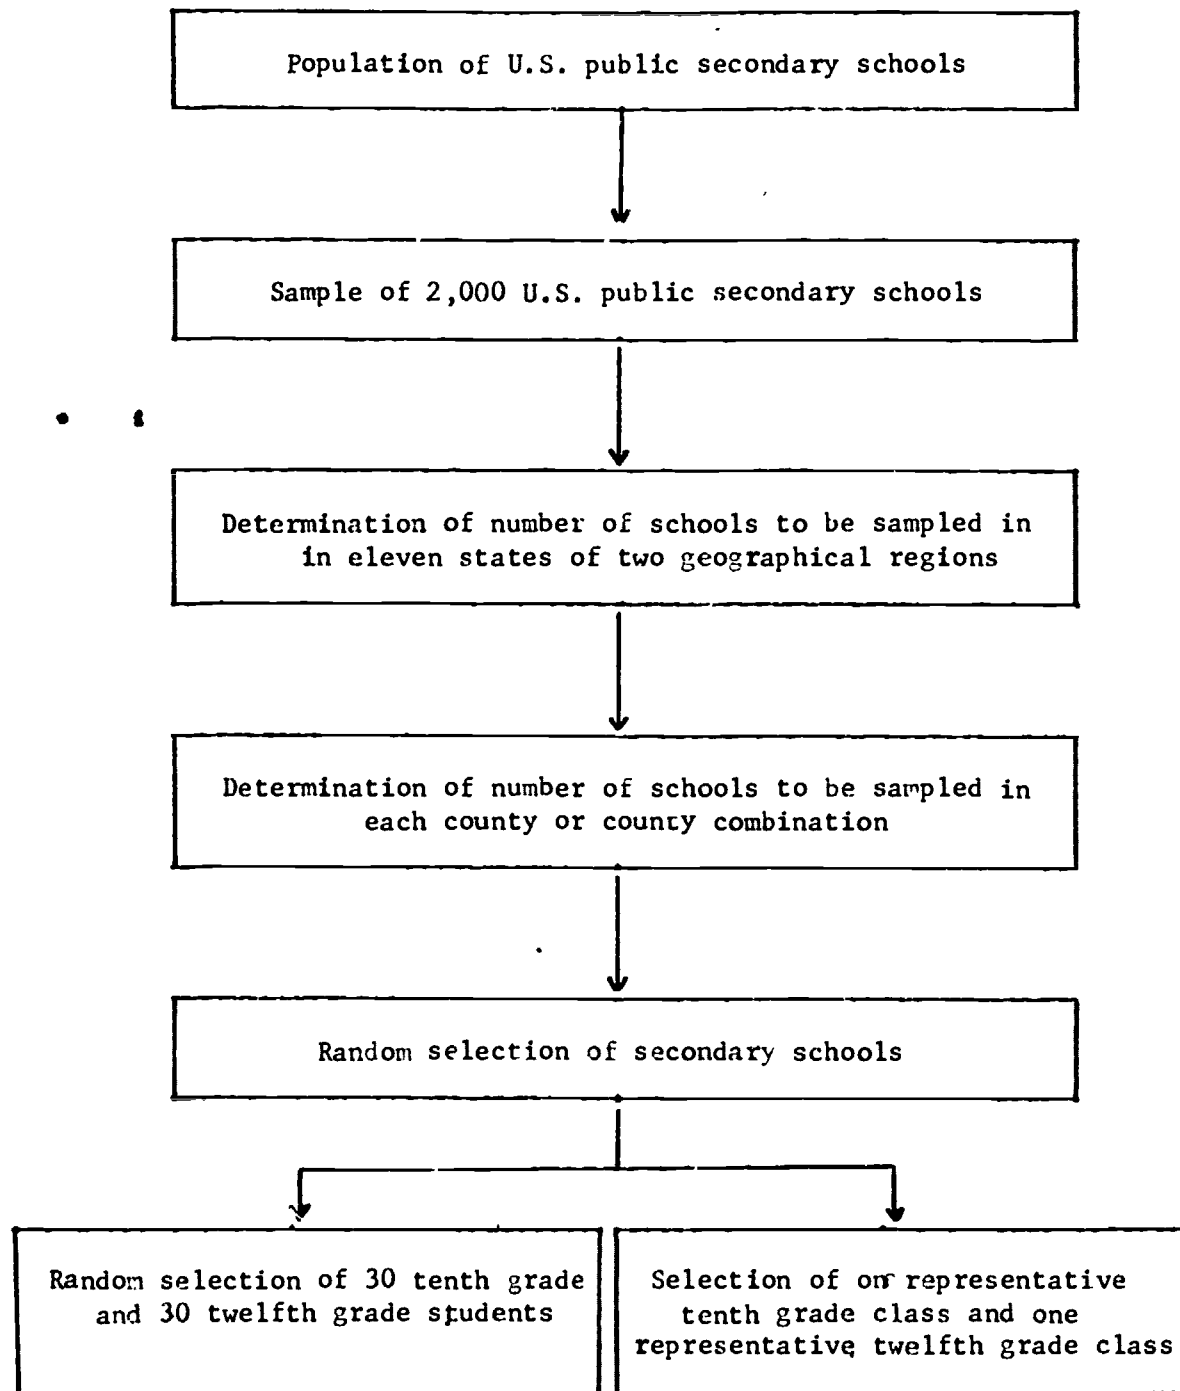 Population of U.S. public secondary schools
Sample of 2,000 U.S. public secondary schools
Determination of number of schools to be sampled in
in eleven states of two geographical regions
Determination of number of schools to be sampled in
each county or county combination
Random selection of secondary schools
Random selection of 30 tenth grade
and 30 twelfth grade students
Selection of one representative
tenth grade class and one
representative twelfth grade class